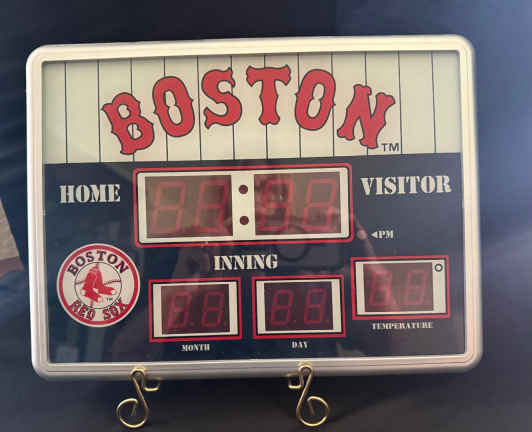 BOSTON
TM
HOME
VISITOR
◄PM
INNING
BOSTON
RED SOX
MONTH
DAY
TEMPERATURE